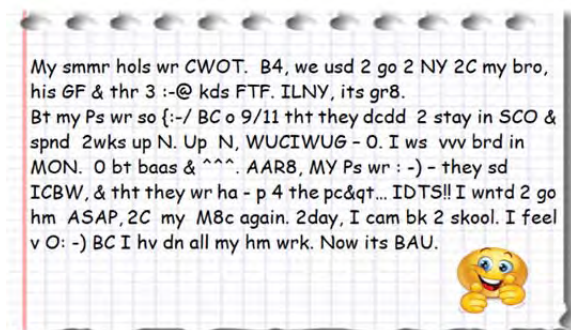 My smmr hols wr CWOT. B4, we usd 2 go 2 NY 2C my bro,
his GF & thr 3 :-@ kds FTF. ILNY, its gr8.
Bt my Ps wr so {:-/ BC o 9/11 tht they dcdd 2 stay in SCO &
spnd 2wks up N. Up N, WUCIWUG - 0. I ws vvv brd in
MON. 0 bt baas & ^^^. AAR8, MY Ps wr : -) - they sd
ICBW, & tht they wr ha - p 4 the pc&qt... IDTS!! I wntd 2 go
hm ASAP, 2C my M8c again. 2day, I cam bk 2 skool. I feel
v O: -) BC I hv dn all my hm wrk. Now its BAU.